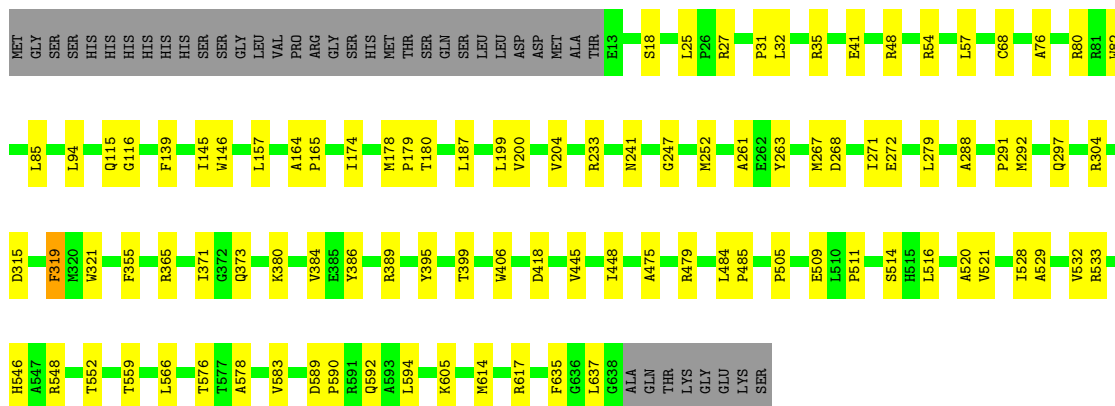 MET GLY SER SER HIS HIS HIS HIS HIS HIS SER SER GLY LEU VAL PRO ARG GLY SER HIS MET THR SER GLN SER LEU LEU ASP ASP MET ALA THR E13 S18 L25 P26 R27 P31 L32 R35 E41 R48 R54 L57 C68 A76 R80 R81
L85 L94 Q115 G116 F139 I145 W146 L157 A164 P165 I174 M178 P179 T180 L187 L199 V200 V204 R233 N241 G247 M252 A261 E262 Y263 M267 D268 I271 E272 L279 A288 P291 M292 Q297 R304
D315 F319 M320 W321 F355 R365 I371 G372 Q373 K380 V384 E385 Y386 R389 Y395 T399 W406 D418 V445 I448 A475 R479 L484 P485 P505 E509 L510 P511 S514 H515 L516 A520 V521 I528 A529 V532 R533
H546 A547 R548 T552 T559 L566 T576 T577 A578 V583 D589 P590 R591 Q592 A593 L594 K605 M614 R617 F635 G636 L637 G638 ALA GLN THR LYS GLY GLU LYS SER